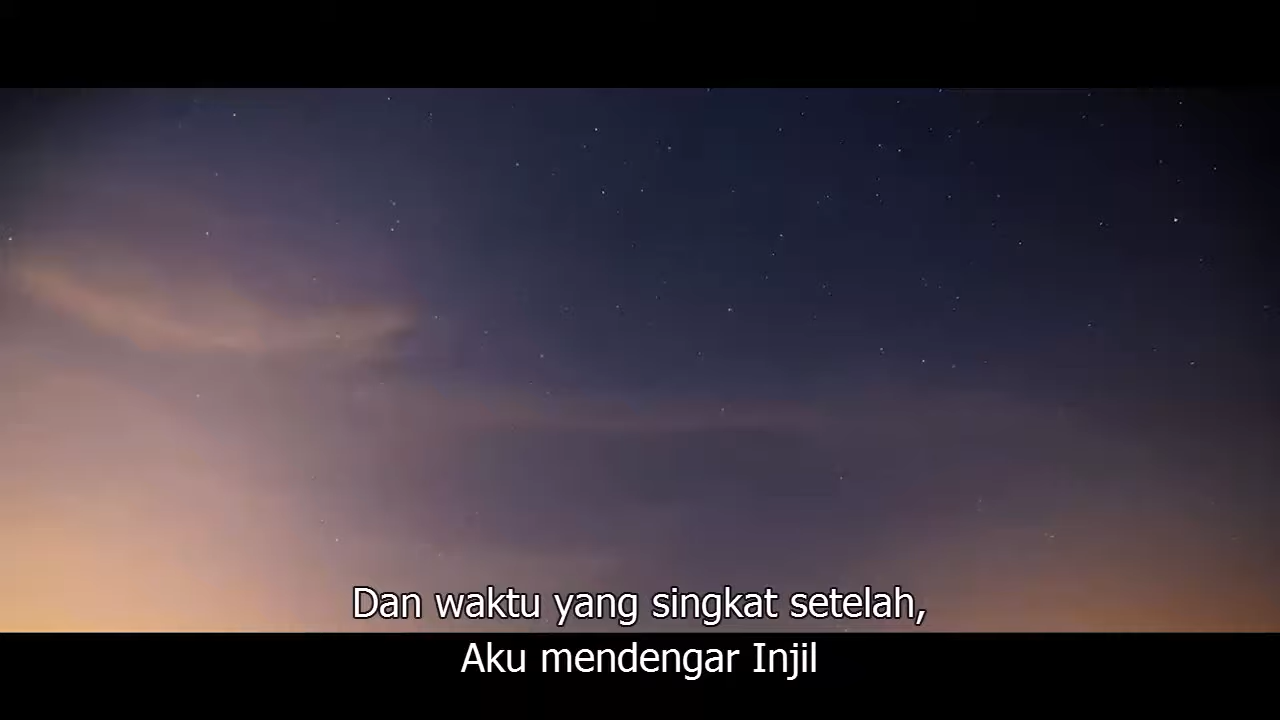 Dan waktu yang singkat setelah,
Aku mendengar Injil